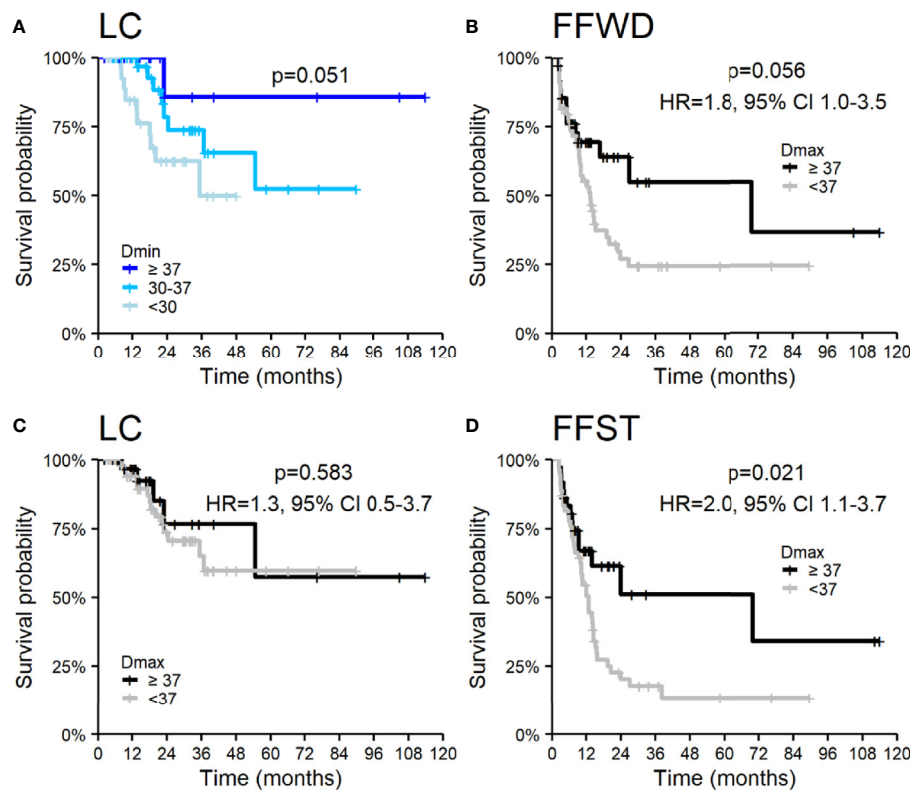 A LC
100%
75%
50%
25%
0%
Survival probability
p=0.051
Dmin
≥ 37
30-37
<30
0 12 24 36 48 60 72 84 96 108 120
Time (months)
B FFWD
100%
75%
50%
25%
0%
Survival probability
p=0.056
HR=1.8, 95% CI 1.0-3.5
Dmax
≥ 37
<37
0 12 24 36 48 60 72 84 96 108 120
Time (months)
C LC
100%
75%
50%
25%
0%
Survival probability
p=0.583
HR=1.3, 95% CI 0.5-3.7
Dmax
≥ 37
<37
0 12 24 36 48 60 72 84 96 108 120
Time (months)
D FFST
100%
75%
50%
25%
0%
Survival probability
p=0.021
HR=2.0, 95% CI 1.1-3.7
Dmax
≥ 37
<37
0 12 24 36 48 60 72 84 96 108 120
Time (months)